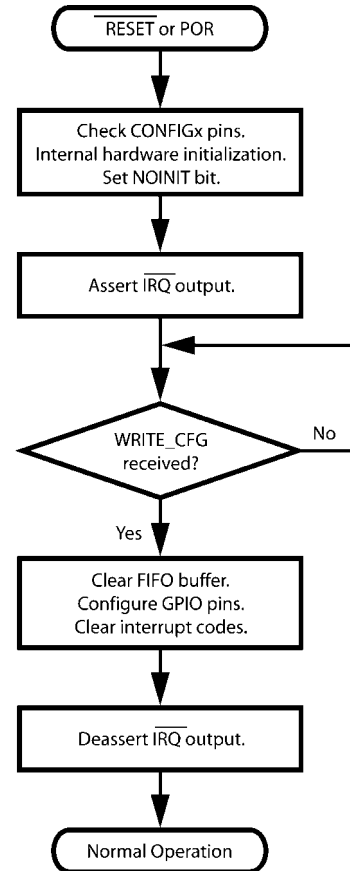 RESET or POR
Check CONFIGx pins.
Internal hardware initialization.
Set NOINIT bit.
Assert IRQ output.
WRITE_CFG
received?
No
Yes
Clear FIFO buffer.
Configure GPIO pins.
Clear interrupt codes.
Deassert IRQ output.
Normal Operation